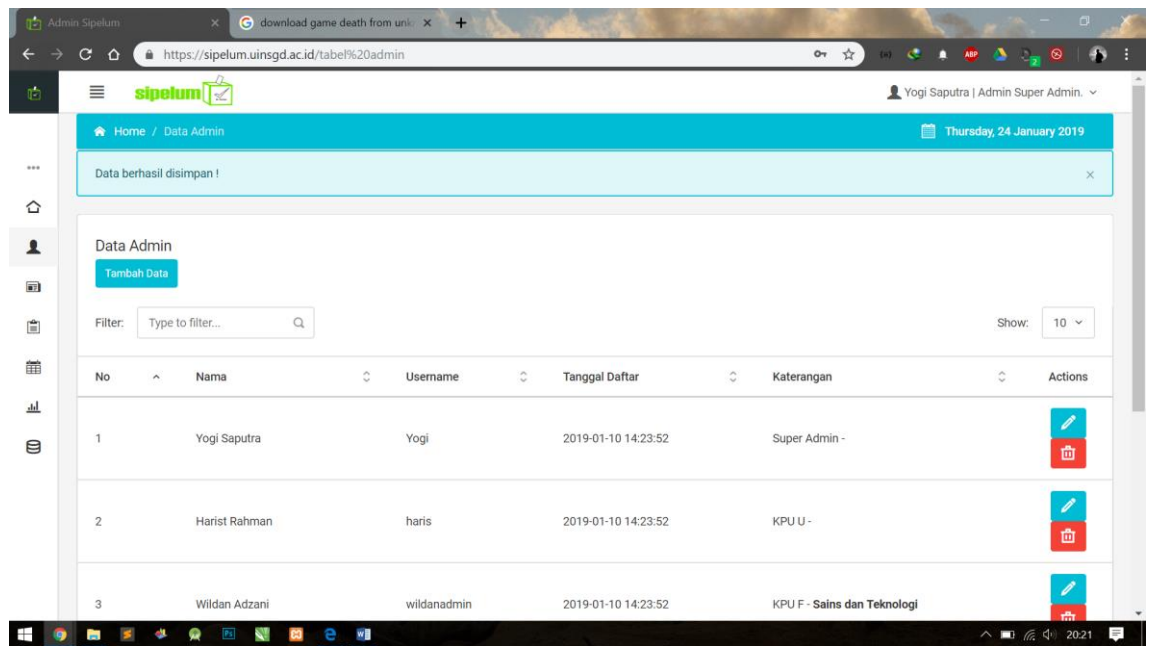 Admin Sipelum
download game death from unk
https://sipelum.uinsgd.ac.id/tabel%20admin
ABP
2
sipelum
Yogi Saputra | Admin Super Admin.
Home / Data Admin
Thursday, 24 January 2019
Data berhasil disimpan !
Data Admin
Tambah Data
Filter: Type to filter...
Show: 10
No Nama Username Tanggal Daftar Katerangan Actions
1 Yogi Saputra Yogi 2019-01-10 14:23:52 Super Admin -
2 Harist Rahman haris 2019-01-10 14:23:52 KPU U -
3 Wildan Adzani wildanadmin 2019-01-10 14:23:52 KPU F - Sains dan Teknologi
Ps
20:21